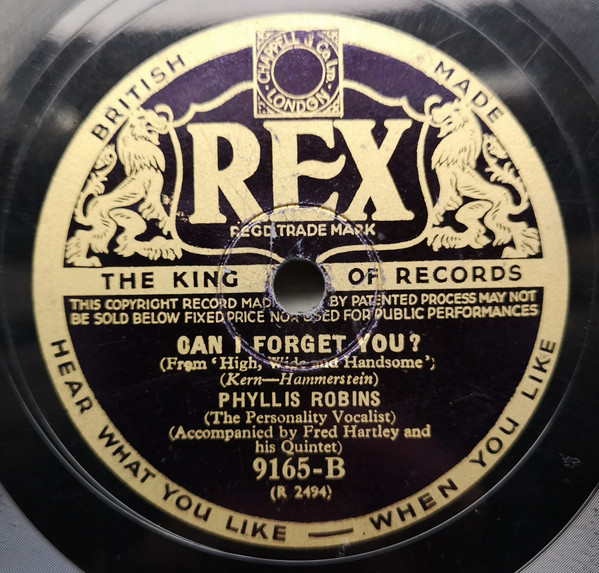 CHAPPELL & Co Ltd
LONDON
BRITISH MADE
REX
REGD TRADE MARK
THE KING OF RECORDS
THIS COPYRIGHT RECORD MADE BY PATENTED PROCESS MAY NOT
BE SOLD BELOW FIXED PRICE NOR USED FOR PUBLIC PERFORMANCES
CAN I FORGET YOU?
(From 'High, Wide and Handsome')
(Kern—Hammerstein)
PHYLLIS ROBINS
(The Personality Vocalist)
(Accompanied by Fred Hartley and
his Quintet)
9165-B
(R 2494)
HEAR WHAT YOU LIKE — WHEN YOU LIKE